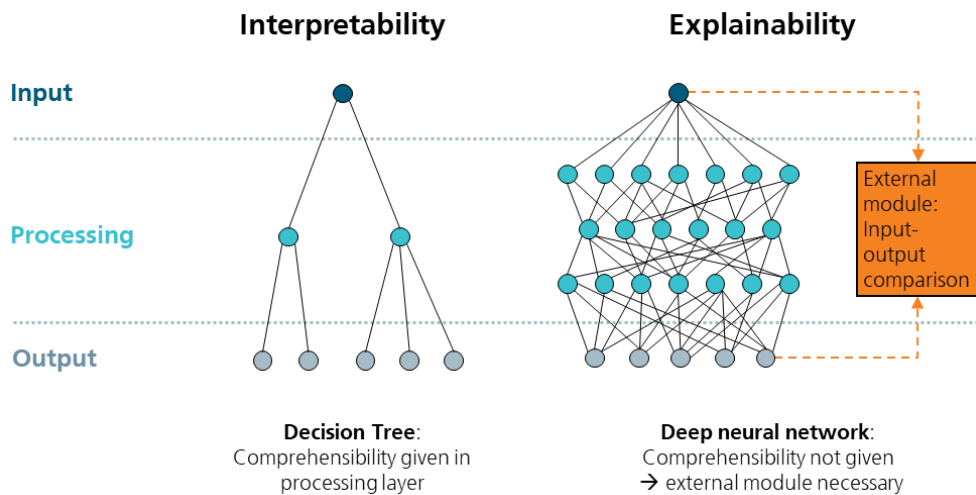 Interpretability
Explainability
Input
Processing
Output
External
module:
Input-
output
comparison
Decision Tree:
Comprehensibility given in
processing layer
Deep neural network:
Comprehensibility not given
→ external module necessary